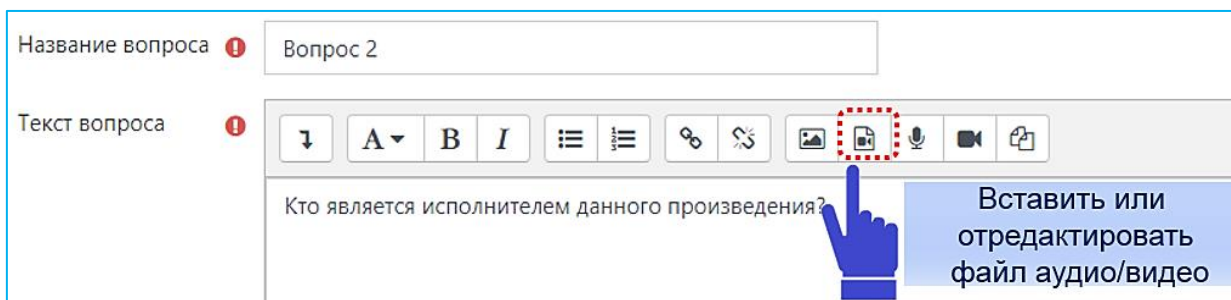 Название вопроса
Вопрос 2
Текст вопроса
A B I
Кто является исполнителем данного произведения?
Вставить или
отредактировать
файл аудио/видео